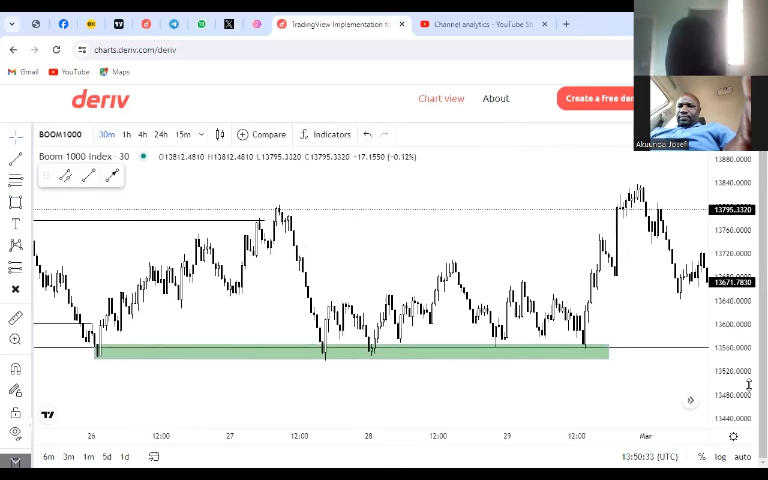 TradingView Implementation fo
Channel analytics - YouTube St
charts.deriv.com/deriv
Gmail
YouTube
Maps
deriv
Chart view
About
Create a free dem
Akuunda Josef
BOOM1000
30m
1h
4h
24h
15m
Compare
Indicators
Boom 1000 Index · 30
O13812.4810 H13812.4810 L13795.3320 C13795.3320 −17.1550 (−0.12%)
13880.0000
13840.0000
13795.3320
13760.0000
13720.0000
13671.7830
13640.0000
13600.0000
13560.0000
13520.0000
13480.0000
13440.0000
26
12:00
27
12:00
28
12:00
29
12:00
Mar
6m
3m
1m
5d
1d
13:50:33 (UTC)
%
log
auto